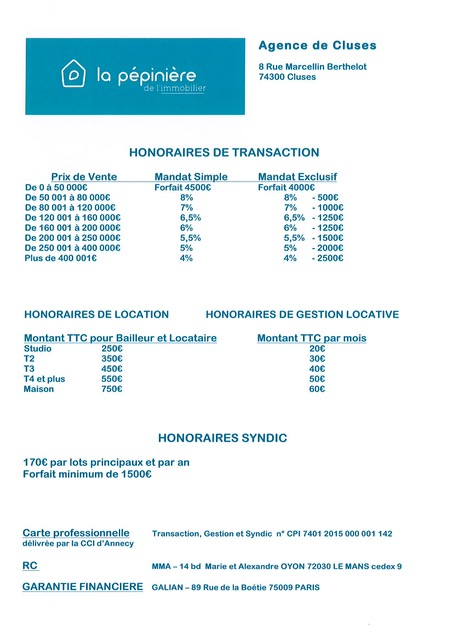 la pépinière
de l'immobilier
Agence de Cluses
8 Rue Marcellin Berthelot
74300 Cluses
HONORAIRES DE TRANSACTION
Prix de Vente Mandat Simple Mandat Exclusif
De 0 à 50 000€ Forfait 4500€ Forfait 4000€
De 50 001 à 80 000€ 8% 8% - 500€
De 80 001 à 120 000€ 7% 7% - 1000€
De 120 001 à 160 000€ 6,5% 6,5% - 1250€
De 160 001 à 200 000€ 6% 6% - 1250€
De 200 001 à 250 000€ 5,5% 5,5% - 1500€
De 250 001 à 400 000€ 5% 5% - 2000€
Plus de 400 001€ 4% 4% - 2500€
HONORAIRES DE LOCATION HONORAIRES DE GESTION LOCATIVE
Montant TTC pour Bailleur et Locataire Montant TTC par mois
Studio 250€ 20€
T2 350€ 30€
T3 450€ 40€
T4 et plus 550€ 50€
Maison 750€ 60€
HONORAIRES SYNDIC
170€ par lots principaux et par an
Forfait minimum de 1500€
Carte professionnelle Transaction, Gestion et Syndic n° CPI 7401 2015 000 001 142
délivrée par la CCI d'Annecy
RC MMA – 14 bd Marie et Alexandre OYON 72030 LE MANS cedex 9
GARANTIE FINANCIERE GALIAN – 89 Rue de la Boétie 75009 PARIS